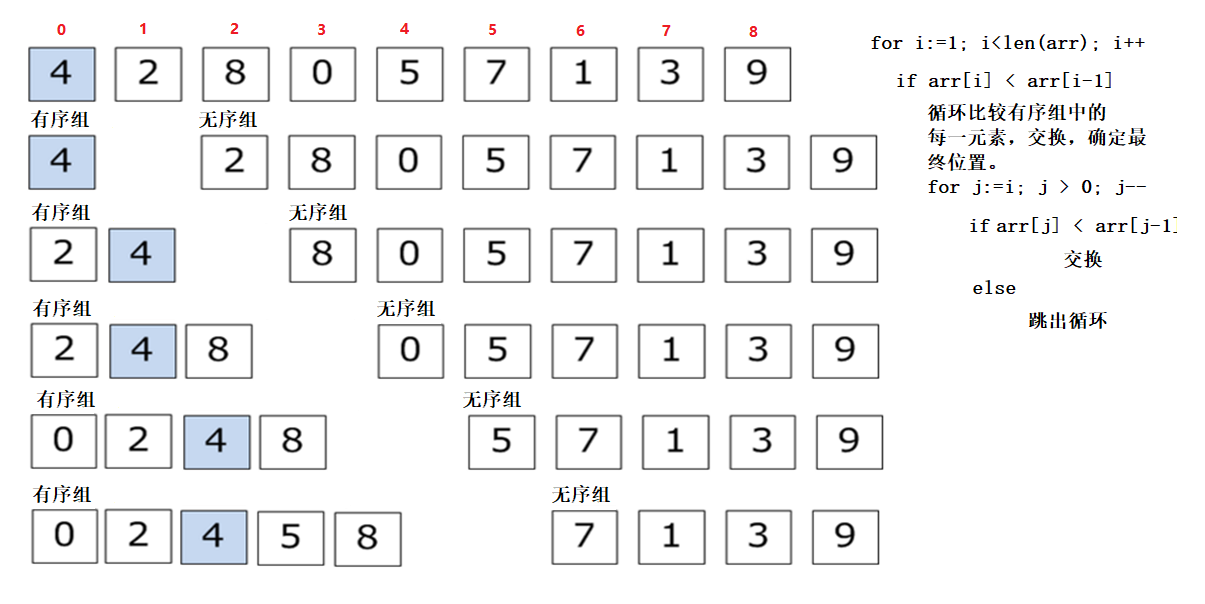 0 1 2 3 4 5 6 7 8
4 2 8 0 5 7 1 3 9
有序组 无序组
4 2 8 0 5 7 1 3 9
有序组 无序组
2 4 8 0 5 7 1 3 9
有序组 无序组
2 4 8 0 5 7 1 3 9
有序组 无序组
0 2 4 8 5 7 1 3 9
有序组 无序组
0 2 4 5 8 7 1 3 9
for i:=1; i<len(arr); i++
if arr[i] < arr[i-1]
循环比较有序组中的
每一元素，交换，确定最
终位置。
for j:=i; j > 0; j--
if arr[j] < arr[j-1]
交换
else
跳出循环